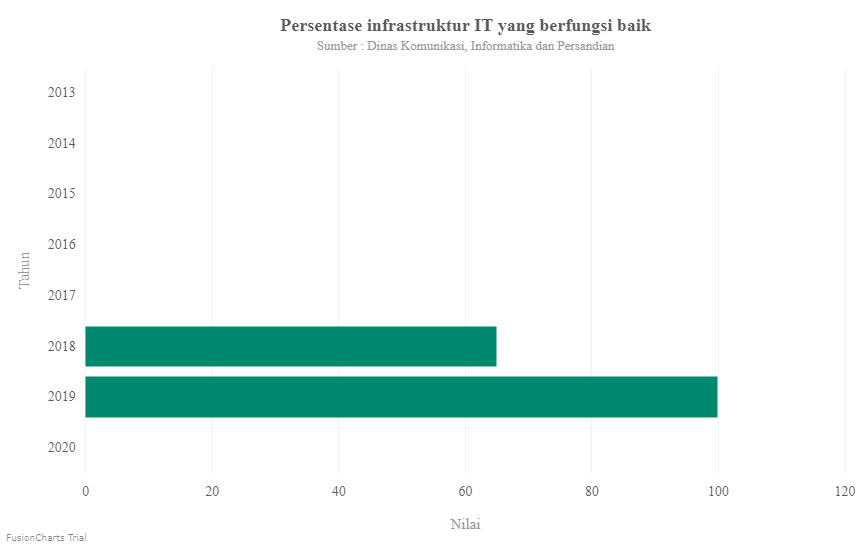 Persentase infrastruktur IT yang berfungsi baik
Sumber : Dinas Komunikasi, Informatika dan Persandian
Tahun
2013
2014
2015
2016
2017
2018
2019
2020
0 20 40 60 80 100 120
Nilai
FusionCharts Trial